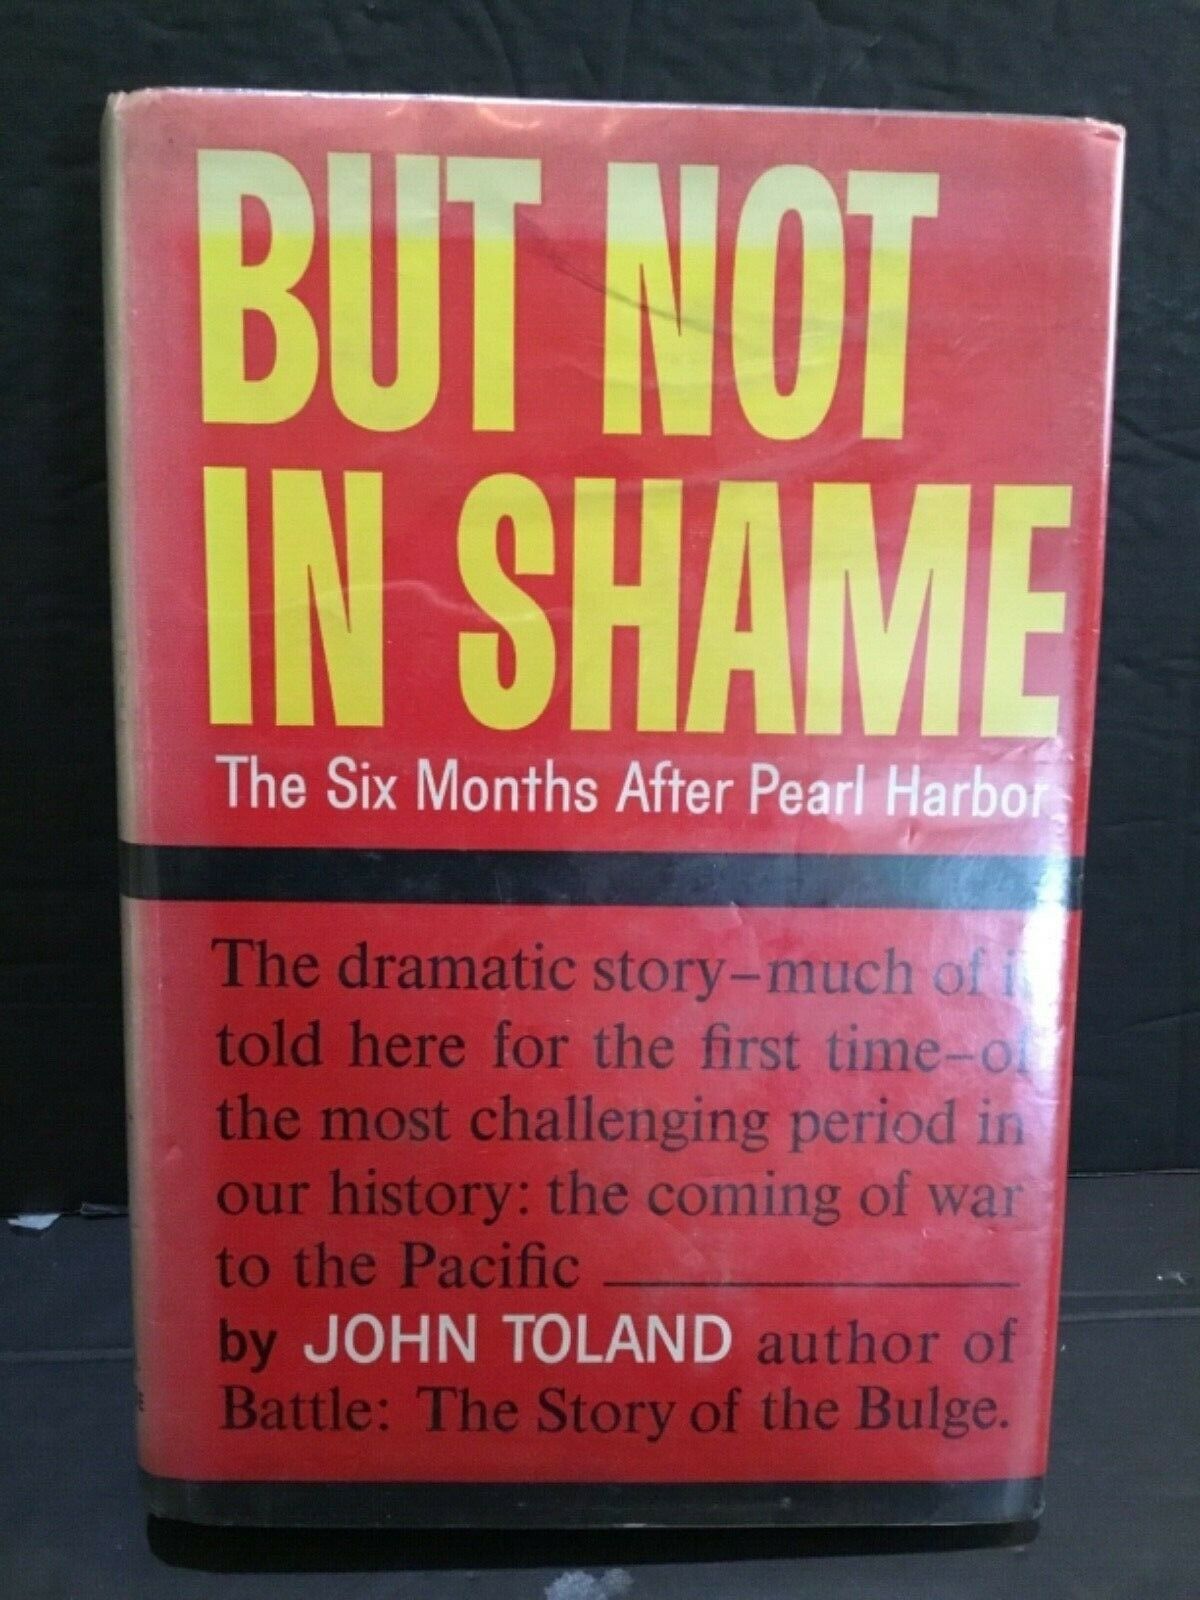 BUT NOT
IN SHAME
The Six Months After Pearl Harbor
The dramatic story–much of it
told here for the first time–of
the most challenging period in
our history: the coming of war
to the Pacific
by JOHN TOLAND author of
Battle: The Story of the Bulge.